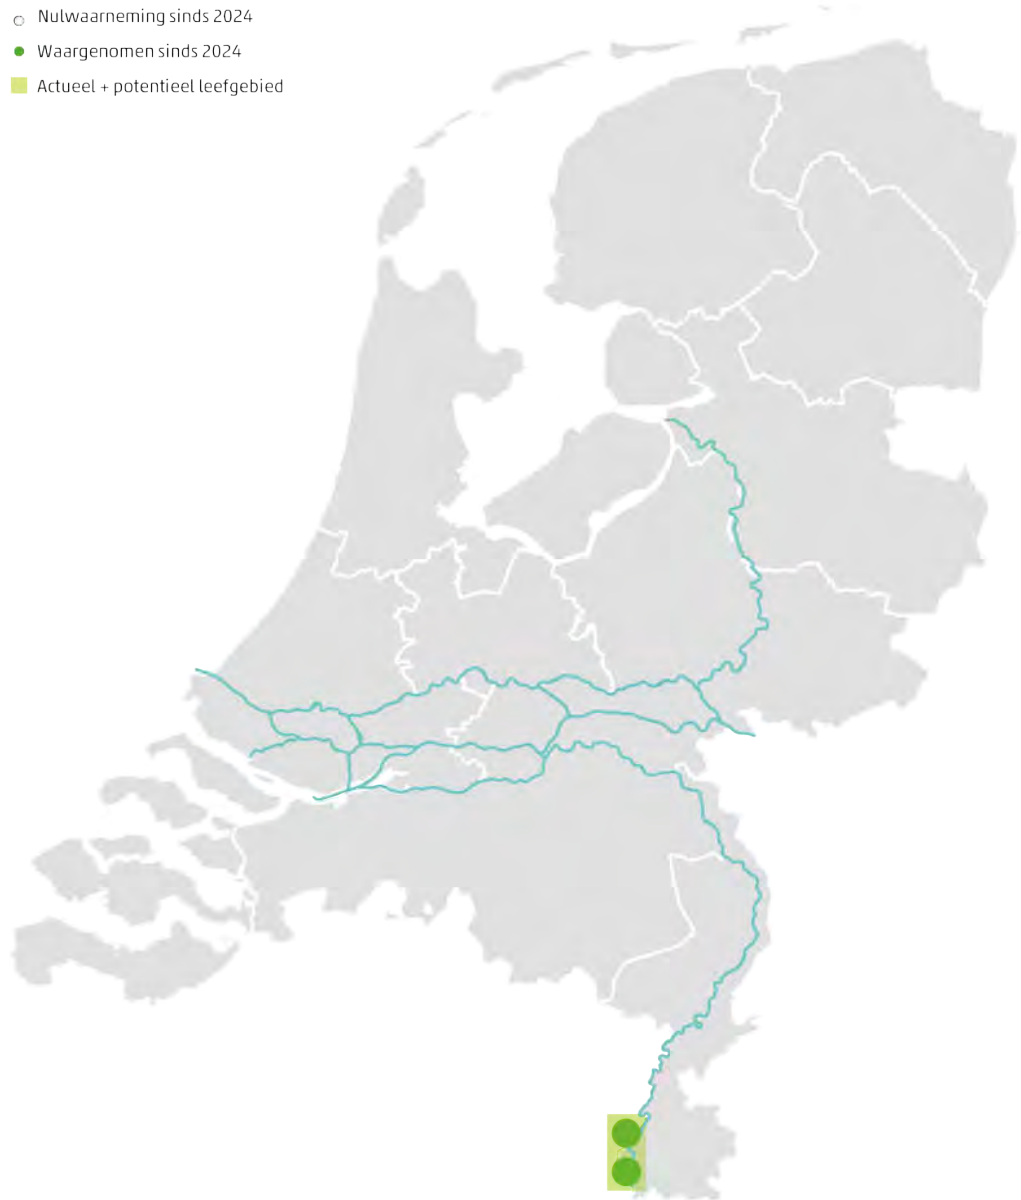 Nulwaarneming sinds 2024
Waargenomen sinds 2024
Actueel + potentieel leefgebied